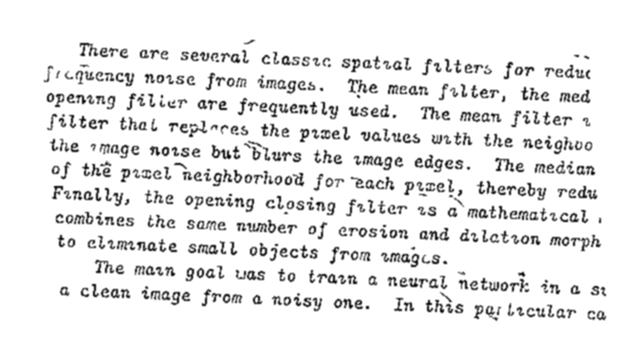 There are several classic spatial filters for reduc
frequency noise from images. The mean filter, the med
opening filter are frequently used. The mean filter i
filter that replaces the pixel values with the neighbo
the image noise but blurs the image edges. The median
of the pixel neighborhood for each pixel, thereby redu
Finally, the opening closing filter is a mathematical
combines the same number of erosion and dilation morph
to eliminate small objects from images.
The main goal was to train a neural network in a si
a clean image from a noisy one. In this particular ca